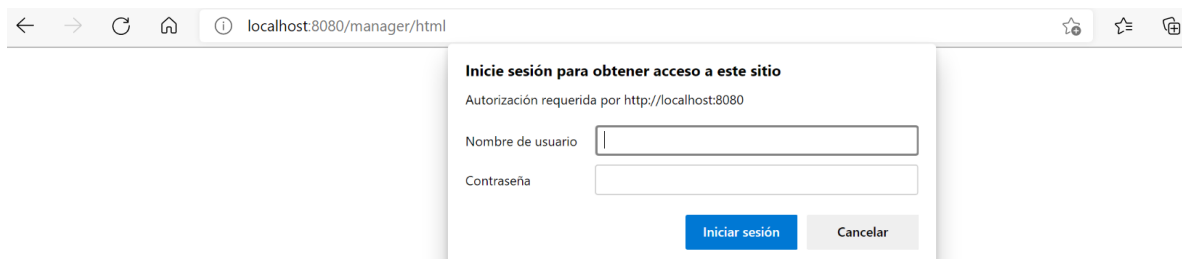 localhost:8080/manager/html
Inicie sesión para obtener acceso a este sitio
Autorización requerida por http://localhost:8080
Nombre de usuario
Contraseña
Iniciar sesión Cancelar